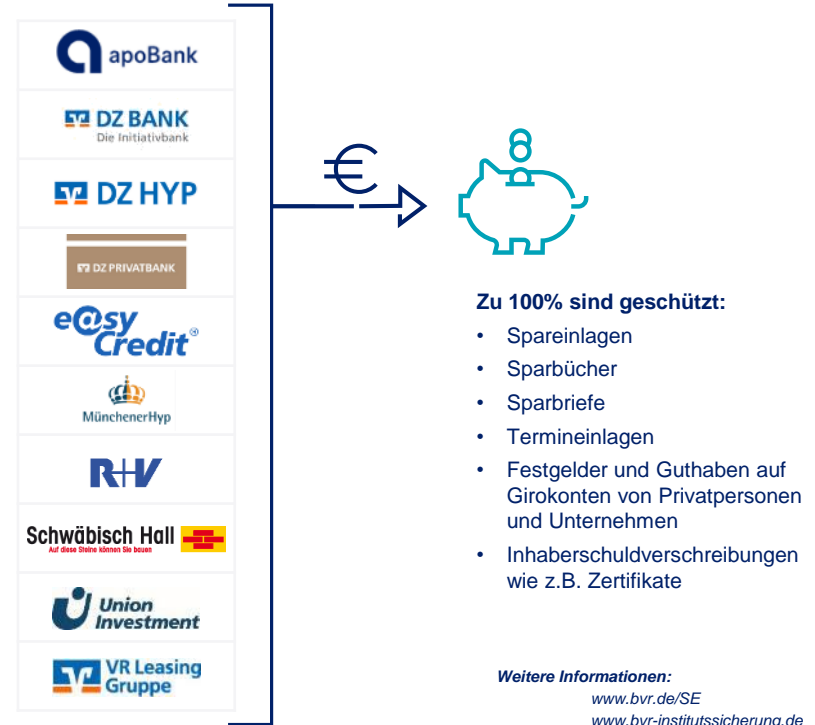 apoBank
DZ BANK
Die Initiativbank
DZ HYP
DZ PRIVATBANK
e@sy
Credit®
MünchenerHyp
R+V
Schwäbisch Hall
Auf diese Steine können Sie bauen
Union
Investment
VR Leasing
Gruppe
€
Zu 100% sind geschützt:
• Spareinlagen
• Sparbücher
• Sparbriefe
• Termineinlagen
• Festgelder und Guthaben auf
Girokonten von Privatpersonen
und Unternehmen
• Inhaberschuldverschreibungen
wie z.B. Zertifikate
Weitere Informationen:
www.bvr.de/SE
www.bvr-institutssicherung.de